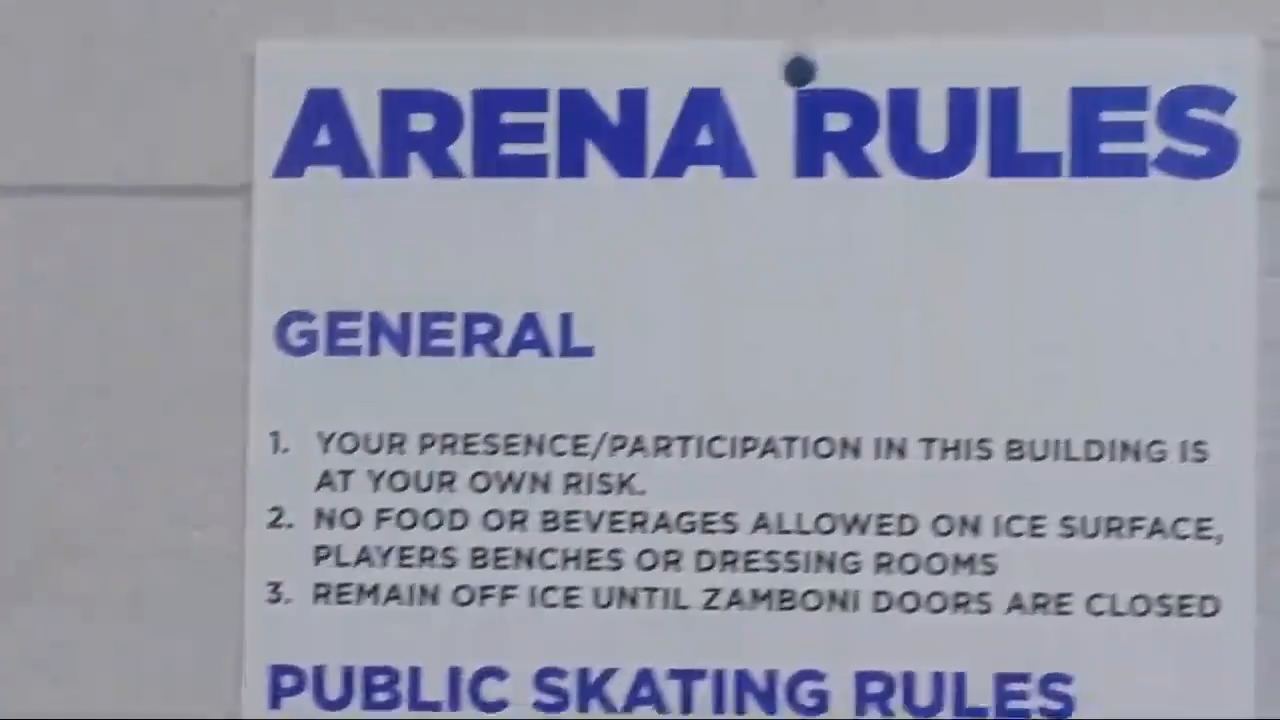 ARENA RULES
GENERAL
1. YOUR PRESENCE/PARTICIPATION IN THIS BUILDING IS
AT YOUR OWN RISK.
2. NO FOOD OR BEVERAGES ALLOWED ON ICE SURFACE,
PLAYERS BENCHES OR DRESSING ROOMS
3. REMAIN OFF ICE UNTIL ZAMBONI DOORS ARE CLOSED
PUBLIC SKATING RULES